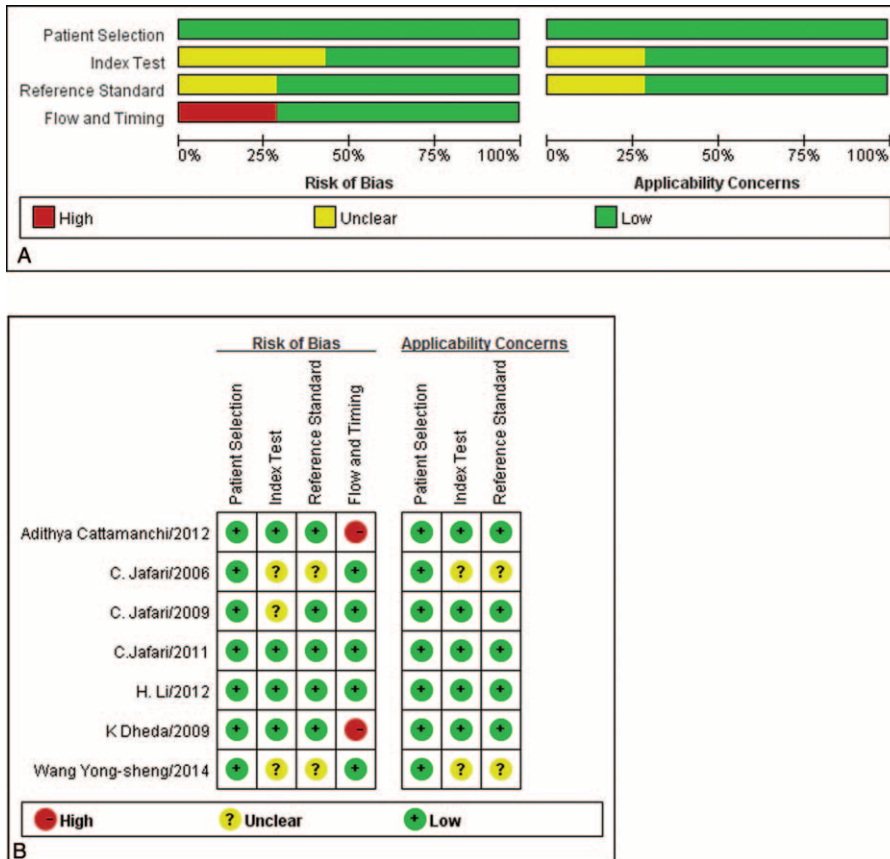 Patient Selection
Index Test
Reference Standard
Flow and Timing
0% 25% 50% 75% 100% 0% 25% 50% 75% 100%
Risk of Bias Applicability Concerns
High Unclear Low
A
Risk of Bias Applicability Concerns
Patient Selection
Index Test
Reference Standard
Flow and Timing
Patient Selection
Index Test
Reference Standard
Adithya Cattamanchi/2012 + + + - + + +
C. Jafari/2006 + ? ? + + ? ?
C. Jafari/2009 + ? + + + + +
C.Jafari/2011 + + + + + + +
H. Li/2012 + + + + + + +
K Dheda/2009 + + + - + + +
Wang Yong-sheng/2014 + ? ? + + ? ?
- High ? Unclear + Low
B